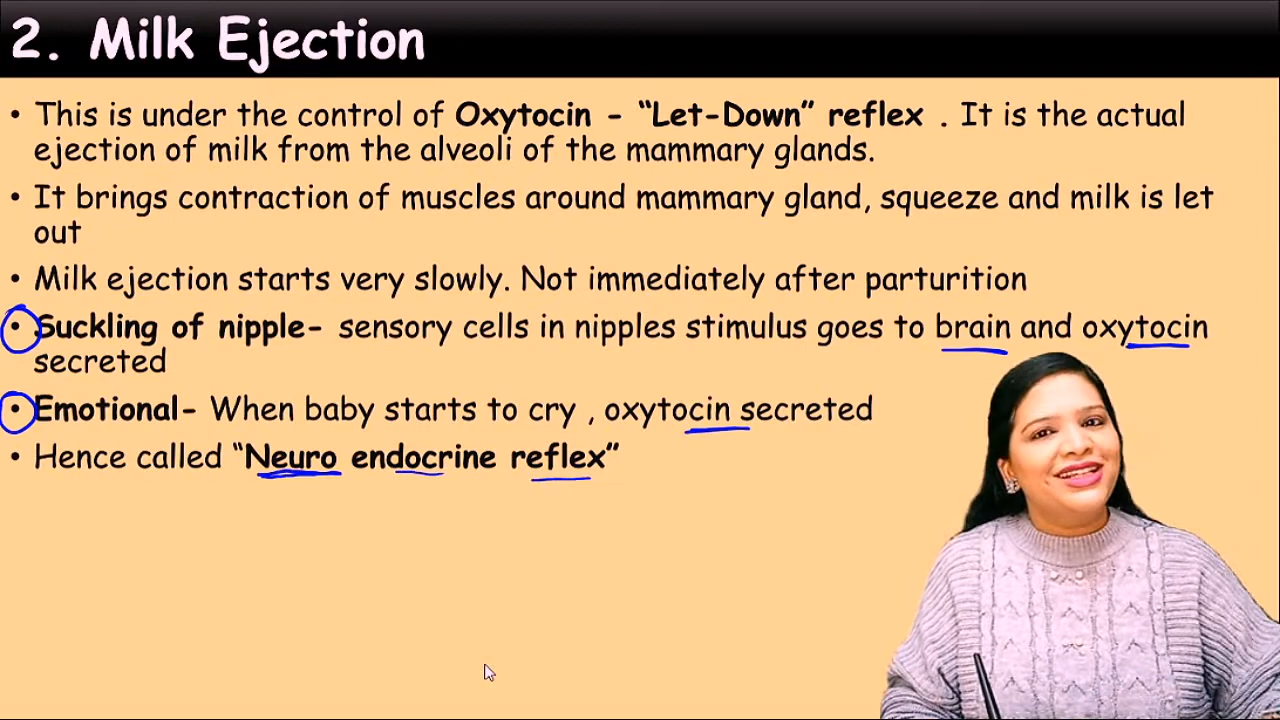 2. Milk Ejection
• This is under the control of Oxytocin - “Let-Down” reflex . It is the actual
ejection of milk from the alveoli of the mammary glands.
• It brings contraction of muscles around mammary gland, squeeze and milk is let
out
• Milk ejection starts very slowly. Not immediately after parturition
• Suckling of nipple- sensory cells in nipples stimulus goes to brain and oxytocin
secreted
• Emotional- When baby starts to cry , oxytocin secreted
• Hence called “Neuro endocrine reflex”